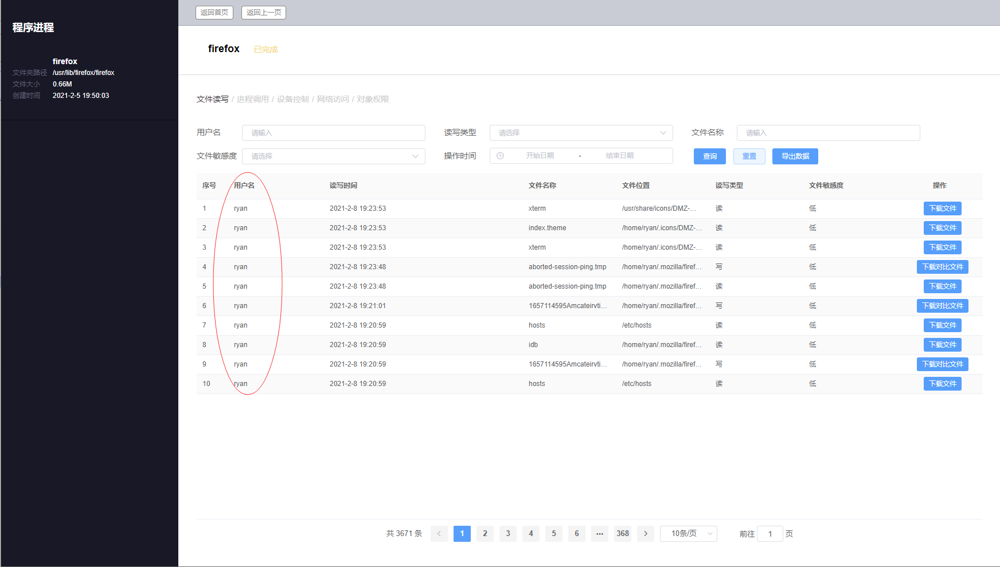 程序进程
firefox
文件夹路径 /usr/lib/firefox/firefox
文件大小 0.66M
创建时间 2021-2-5 19:50:03
返回首页 返回上一页
firefox 已完成
文件读写 / 进程调用 / 设备控制 / 网络访问 / 对象权限
用户名 请输入 读写类型 请选择 文件名称 请输入
文件敏感度 请选择 操作时间 开始日期 - 结束日期 查询 重置 导出数据
序号 用户名 读写时间 文件名称 文件位置 读写类型 文件敏感度 操作
1 ryan 2021-2-8 19:23:53 xterm /usr/share/icons/DMZ-... 读 低 下载文件
2 ryan 2021-2-8 19:23:53 index.theme /home/ryan/.icons/DMZ-... 读 低 下载文件
3 ryan 2021-2-8 19:23:53 xterm /home/ryan/.icons/DMZ-... 读 低 下载文件
4 ryan 2021-2-8 19:23:48 aborted-session-ping.tmp /home/ryan/.mozilla/firef... 写 低 下载对比文件
5 ryan 2021-2-8 19:23:48 aborted-session-ping.tmp /home/ryan/.mozilla/firef... 读 低 下载文件
6 ryan 2021-2-8 19:21:01 1657114595Amcateirvti... /home/ryan/.mozilla/firef... 写 低 下载对比文件
7 ryan 2021-2-8 19:20:59 hosts /etc/hosts 读 低 下载文件
8 ryan 2021-2-8 19:20:59 idb /home/ryan/.mozilla/firef... 读 低 下载文件
9 ryan 2021-2-8 19:20:59 1657114595Amcateirvti... /home/ryan/.mozilla/firef... 写 低 下载对比文件
10 ryan 2021-2-8 19:20:59 hosts /etc/hosts 读 低 下载文件
共 3671 条 < 1 2 3 4 5 6 ••• 368 > 10条/页 前往 1 页